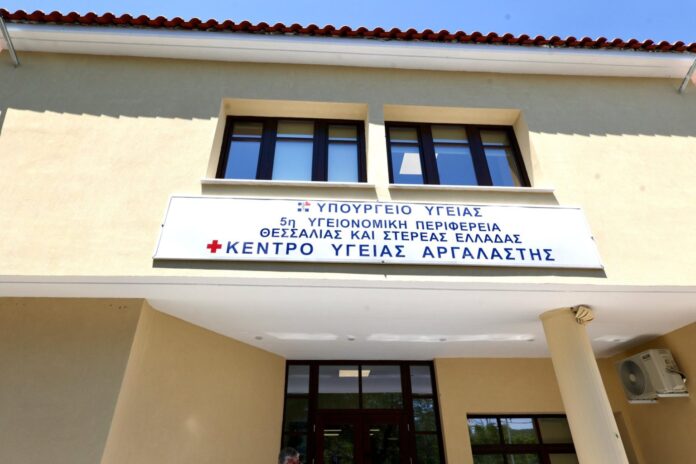 ΥΠΟΥΡΓΕΙΟ ΥΓΕΙΑΣ
5η ΥΓΕΙΟΝΟΜΙΚΗ ΠΕΡΙΦΕΡΕΙΑ
ΘΕΣΣΑΛΙΑΣ ΚΑΙ ΣΤΕΡΕΑΣ ΕΛΛΑΔΑΣ
ΚΕΝΤΡΟ ΥΓΕΙΑΣ ΑΡΓΑΛΑΣΤΗΣ